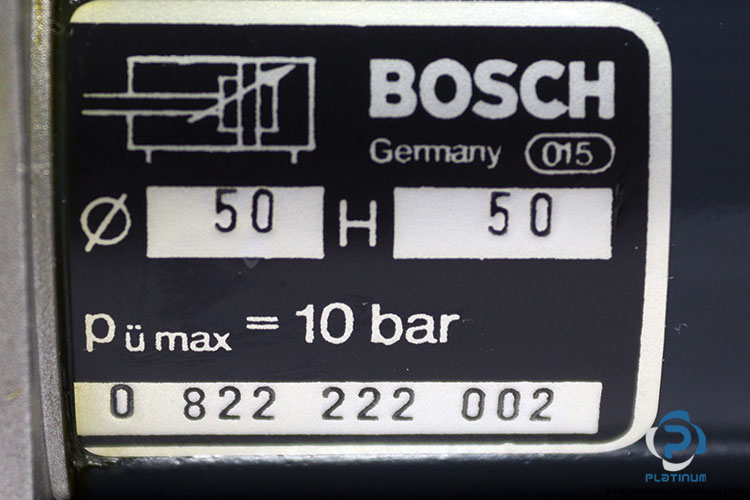 BOSCH
Germany 015
Ø 50 H 50
pü max = 10 bar
0 822 222 002
PLATINUM